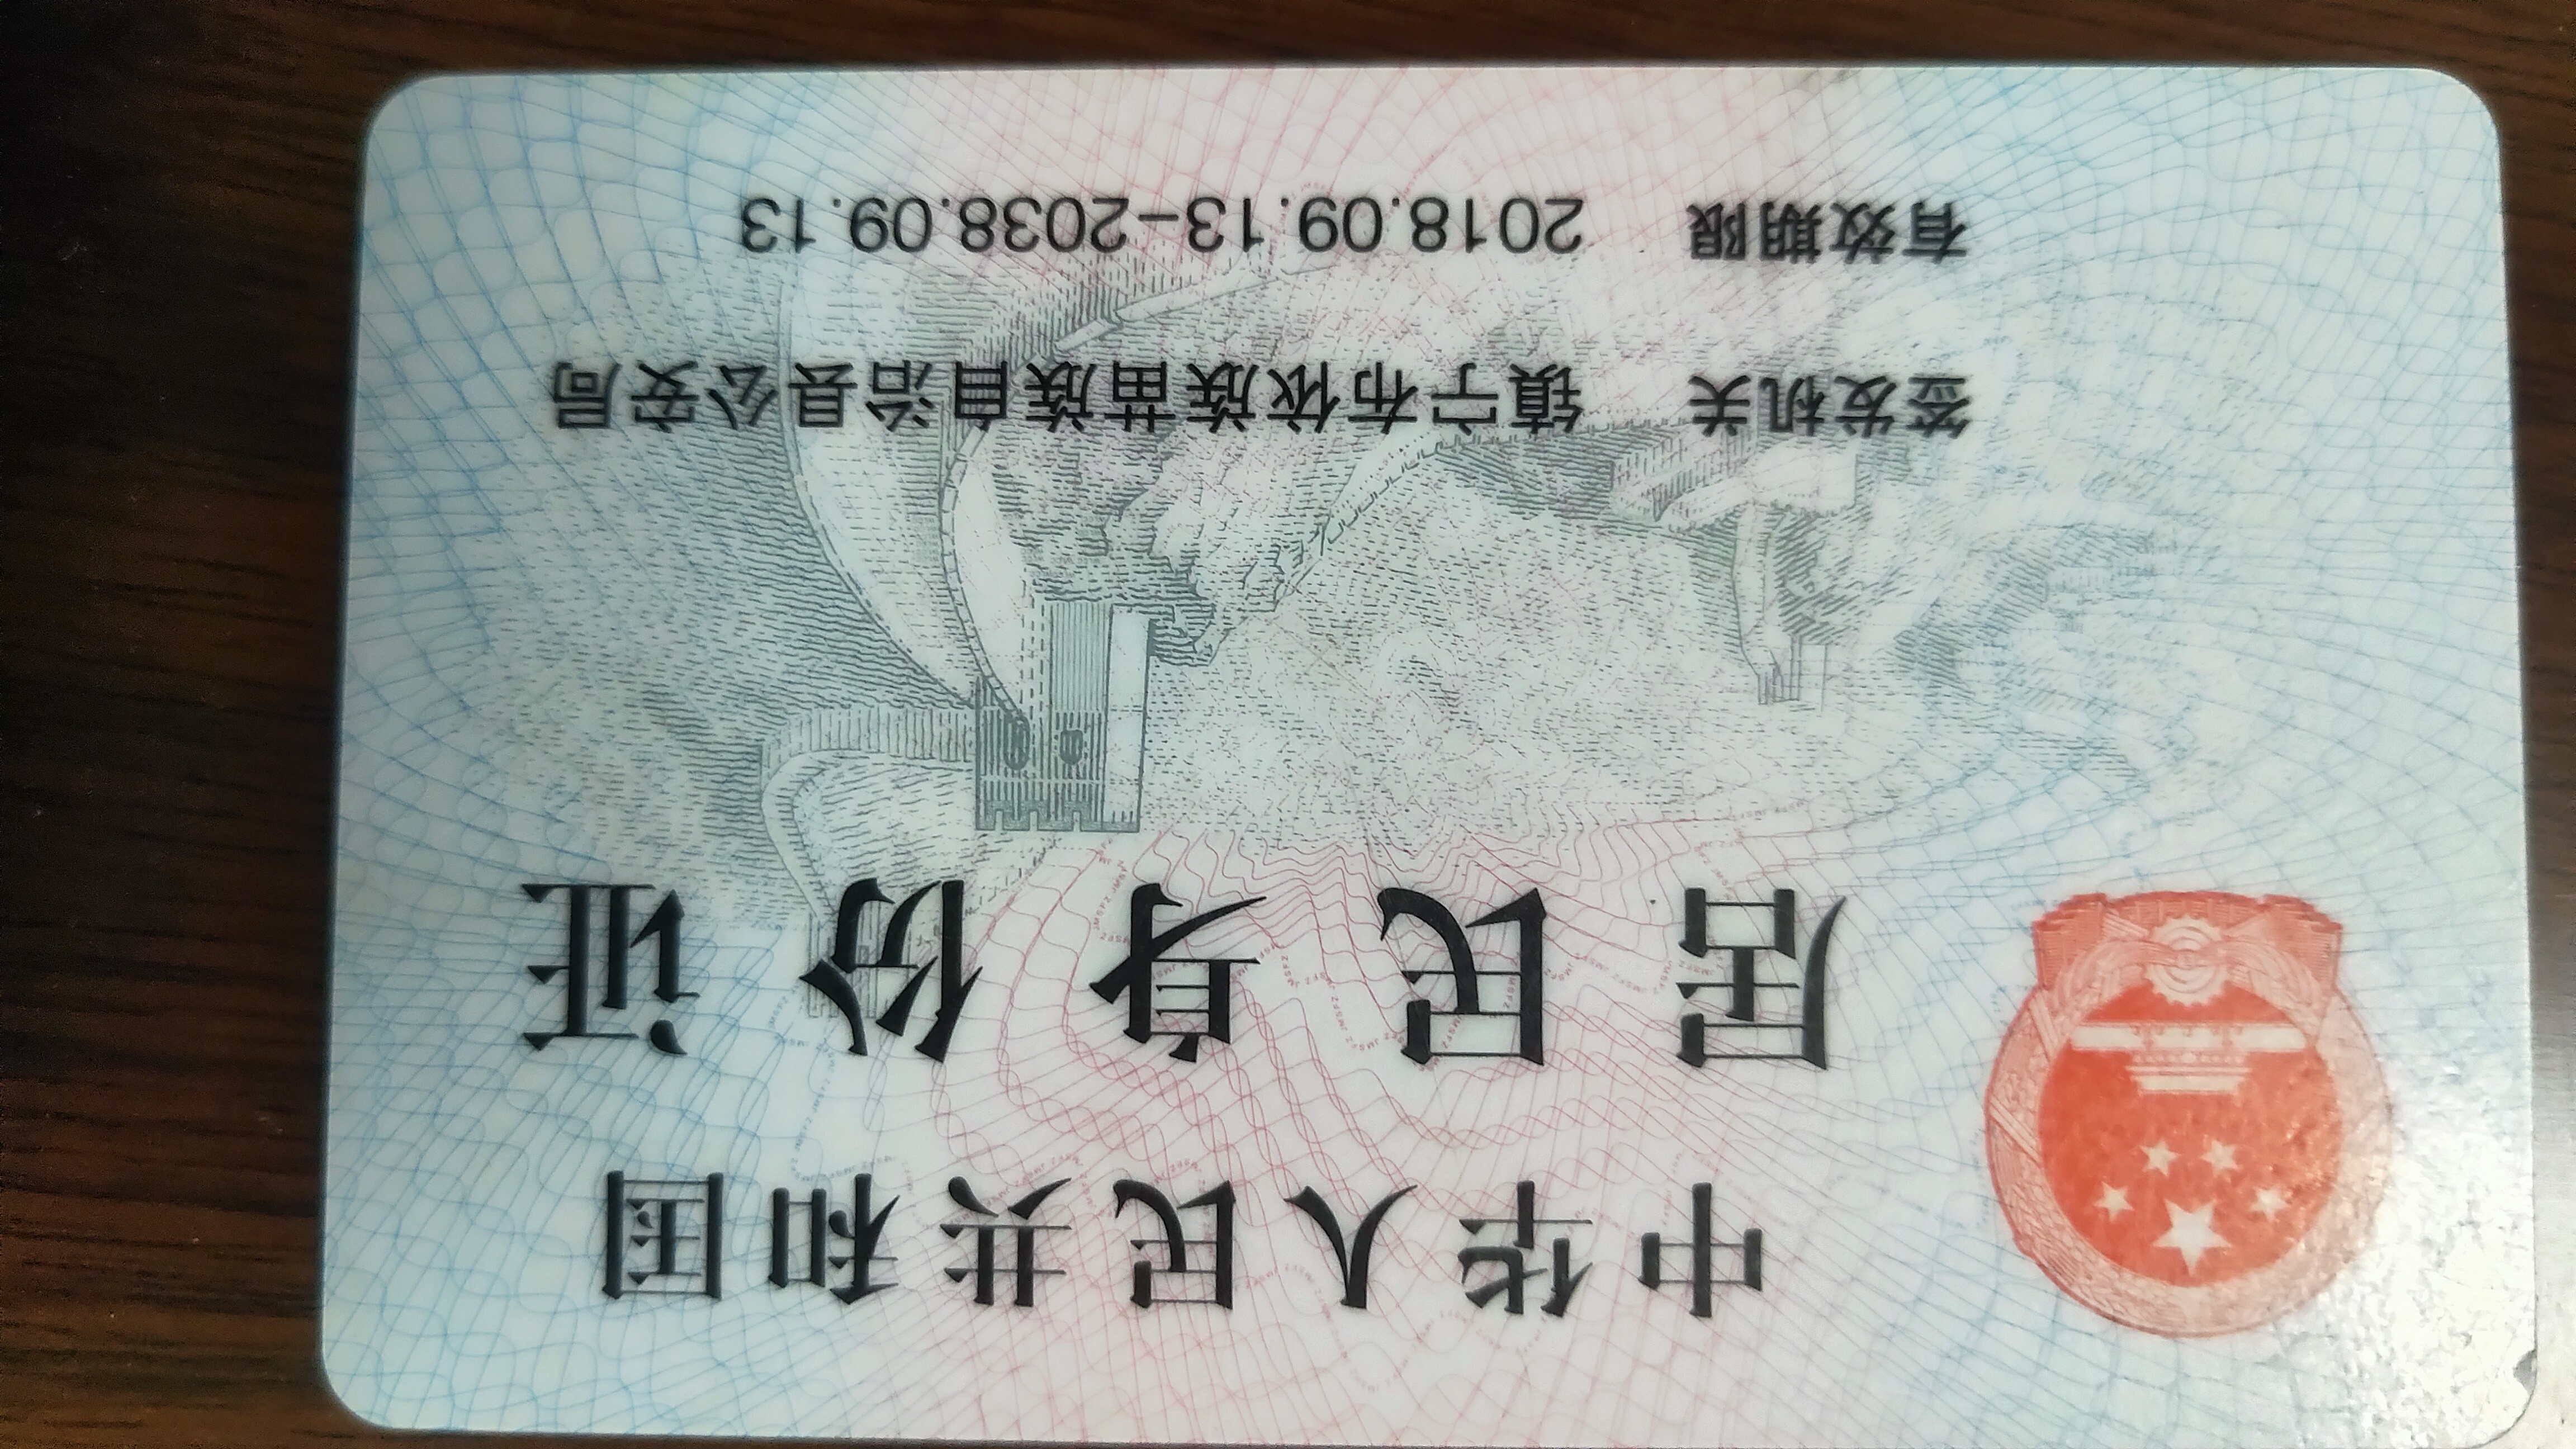 中华人民共和国
居民身份证
签发机关 镇宁布依族苗族自治县公安局
有效期限 2018.09.13-2038.09.13